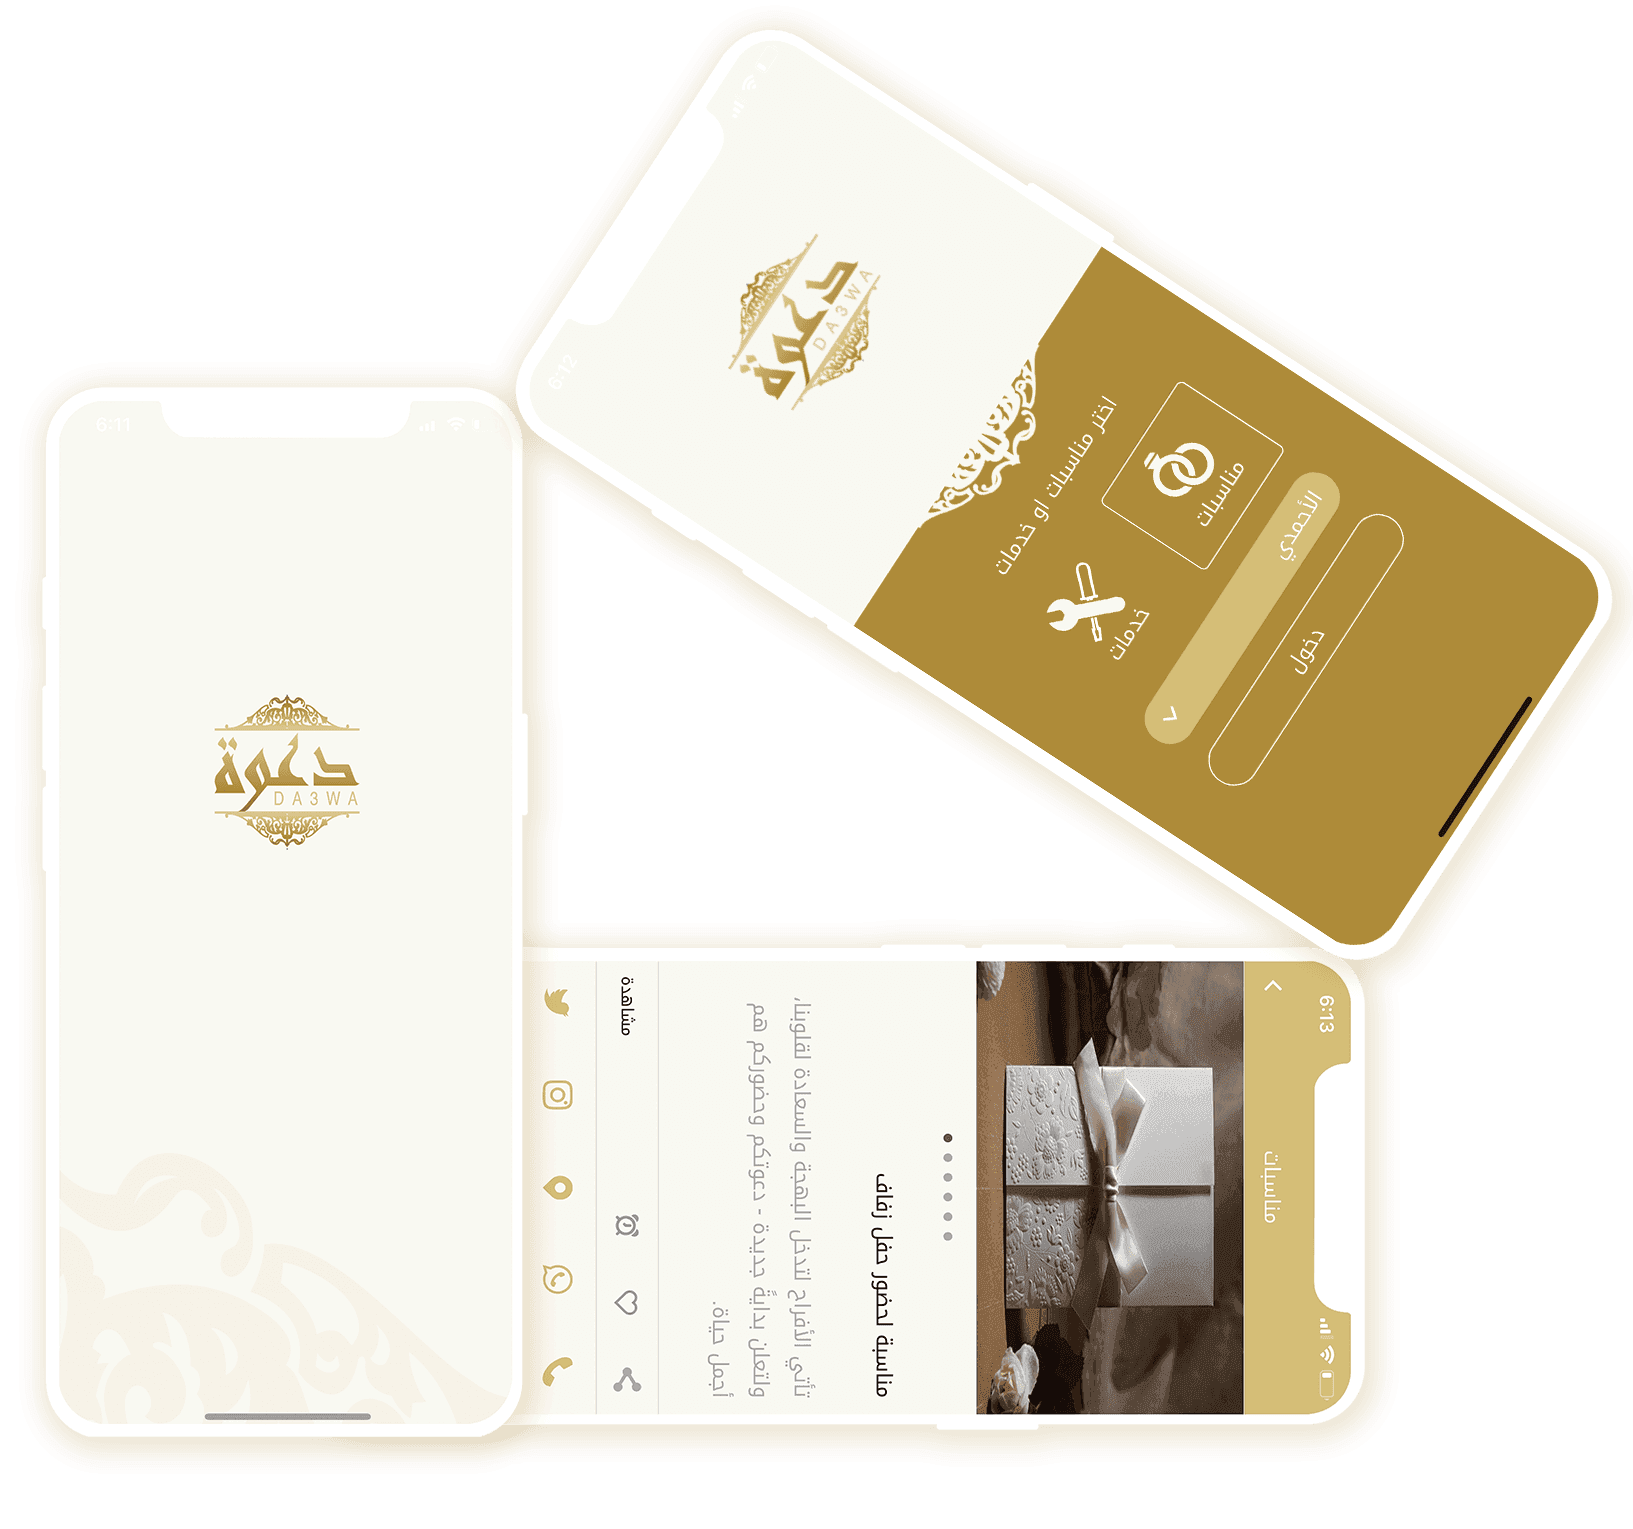 6:11
دعوة
DA3WA
6:12
دعوة
DA3WA
اختر مناسبات او خدمات
مناسبات
خدمات
الأحمدي
دخول
6:13
مناسبات
مناسبة لحضور حفل زفاف
تأتي الأفراح لتدخل البهجة والسعادة لقلوبنا،
ولتعلن بدايةً جديدة - دعوتكم وحضوركم هم
أجمل حياة.
مشاهدة